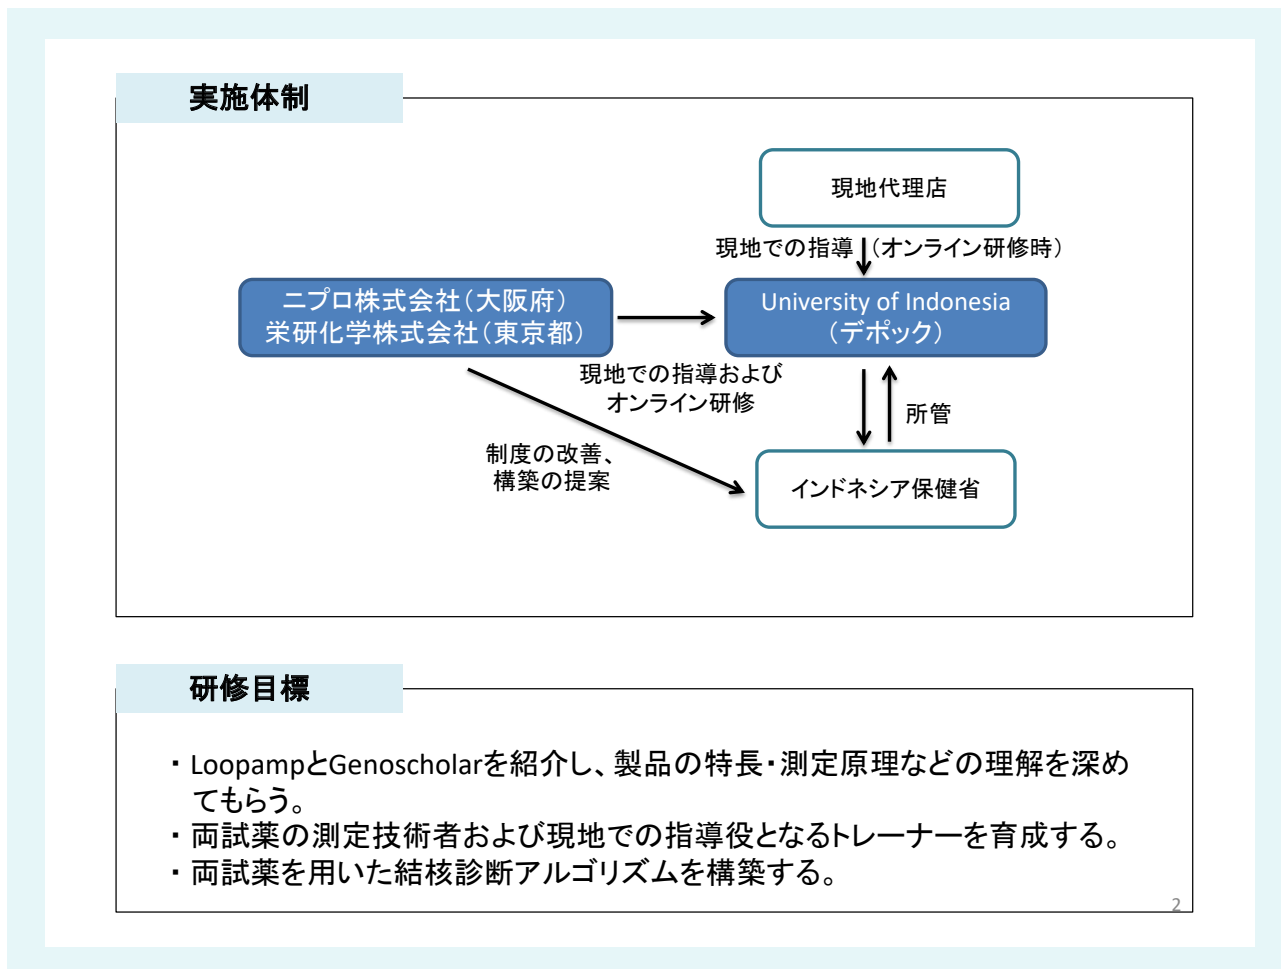 実施体制
現地代理店
現地での指導 (オンライン研修時)
ニプロ株式会社(大阪府)
栄研化学株式会社(東京都)
University of Indonesia
(デポック)
現地での指導および
オンライン研修
所管
制度の改善、
構築の提案
インドネシア保健省
研修目標
・ LoopampとGenoscholarを紹介し、製品の特長・測定原理などの理解を深め
てもらう。
・ 両試薬の測定技術者および現地での指導役となるトレーナーを育成する。
・ 両試薬を用いた結核診断アルゴリズムを構築する。
2